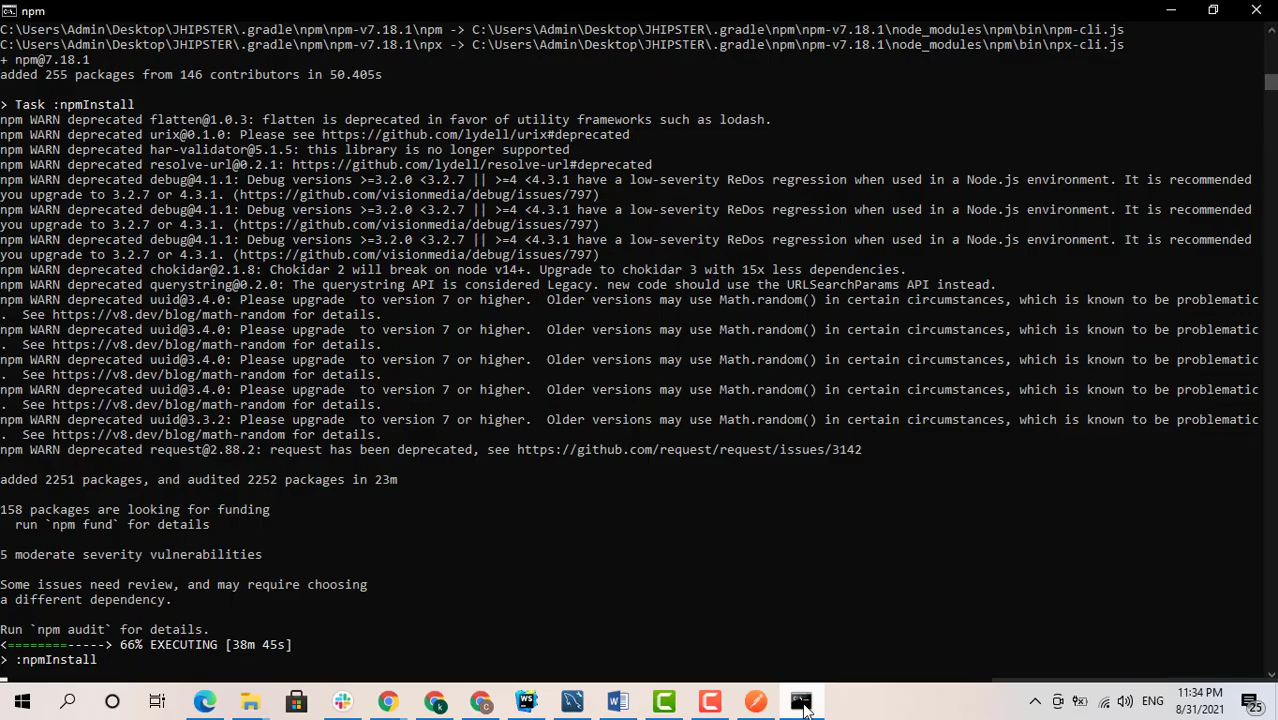 npm
C:\Users\Admin\Desktop\JHIPSTER\.gradle\npm\npm-v7.18.1\npm -> C:\Users\Admin\Desktop\JHIPSTER\.gradle\npm\npm-v7.18.1\node_modules\npm\bin\npm-cli.js
C:\Users\Admin\Desktop\JHIPSTER\.gradle\npm\npm-v7.18.1\npx -> C:\Users\Admin\Desktop\JHIPSTER\.gradle\npm\npm-v7.18.1\node_modules\npm\bin\npx-cli.js
+ npm@7.18.1
added 255 packages from 146 contributors in 50.405s
> Task :npmInstall
npm WARN deprecated flatten@1.0.3: flatten is deprecated in favor of utility frameworks such as lodash.
npm WARN deprecated urix@0.1.0: Please see https://github.com/lydell/urix#deprecated
npm WARN deprecated har-validator@5.1.5: this library is no longer supported
npm WARN deprecated resolve-url@0.2.1: https://github.com/lydell/resolve-url#deprecated
npm WARN deprecated debug@4.1.1: Debug versions >=3.2.0 <3.2.7 || >=4 <4.3.1 have a low-severity ReDos regression when used in a Node.js environment. It is recommended
you upgrade to 3.2.7 or 4.3.1. (https://github.com/visionmedia/debug/issues/797)
npm WARN deprecated debug@4.1.1: Debug versions >=3.2.0 <3.2.7 || >=4 <4.3.1 have a low-severity ReDos regression when used in a Node.js environment. It is recommended
you upgrade to 3.2.7 or 4.3.1. (https://github.com/visionmedia/debug/issues/797)
npm WARN deprecated debug@4.1.1: Debug versions >=3.2.0 <3.2.7 || >=4 <4.3.1 have a low-severity ReDos regression when used in a Node.js environment. It is recommended
you upgrade to 3.2.7 or 4.3.1. (https://github.com/visionmedia/debug/issues/797)
npm WARN deprecated chokidar@2.1.8: Chokidar 2 will break on node v14+. Upgrade to chokidar 3 with 15x less dependencies.
npm WARN deprecated querystring@0.2.0: The querystring API is considered Legacy. new code should use the URLSearchParams API instead.
npm WARN deprecated uuid@3.4.0: Please upgrade  to version 7 or higher.  Older versions may use Math.random() in certain circumstances, which is known to be problematic
.  See https://v8.dev/blog/math-random for details.
npm WARN deprecated uuid@3.4.0: Please upgrade  to version 7 or higher.  Older versions may use Math.random() in certain circumstances, which is known to be problematic
.  See https://v8.dev/blog/math-random for details.
npm WARN deprecated uuid@3.4.0: Please upgrade  to version 7 or higher.  Older versions may use Math.random() in certain circumstances, which is known to be problematic
.  See https://v8.dev/blog/math-random for details.
npm WARN deprecated uuid@3.4.0: Please upgrade  to version 7 or higher.  Older versions may use Math.random() in certain circumstances, which is known to be problematic
.  See https://v8.dev/blog/math-random for details.
npm WARN deprecated uuid@3.3.2: Please upgrade  to version 7 or higher.  Older versions may use Math.random() in certain circumstances, which is known to be problematic
.  See https://v8.dev/blog/math-random for details.
npm WARN deprecated request@2.88.2: request has been deprecated, see https://github.com/request/request/issues/3142
added 2251 packages, and audited 2252 packages in 23m
158 packages are looking for funding
run `npm fund` for details
5 moderate severity vulnerabilities
Some issues need review, and may require choosing
a different dependency.
Run `npm audit` for details.
<========-----> 66% EXECUTING [38m 45s]
> :npmInstall
ENG
11:34 PM
8/31/2021
25